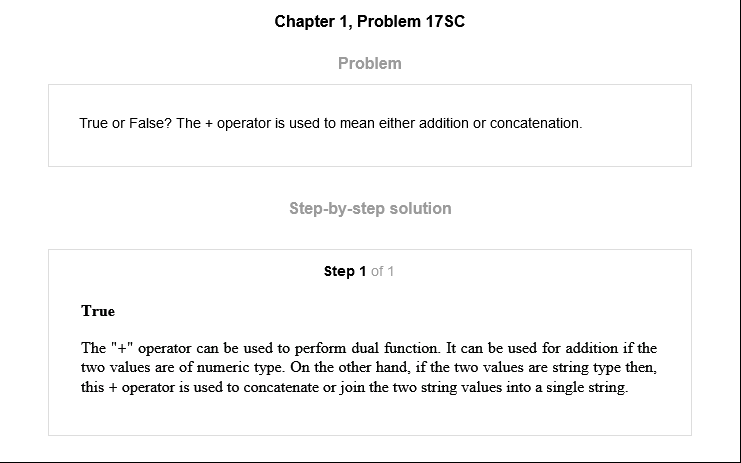 Chapter 1, Problem 17SC
Problem
True or False? The + operator is used to mean either addition or concatenation.
Step-by-step solution
Step 1 of 1
True
The "+" operator can be used to perform dual function. It can be used for addition if the
two values are of numeric type. On the other hand, if the two values are string type then,
this + operator is used to concatenate or join the two string values into a single string.